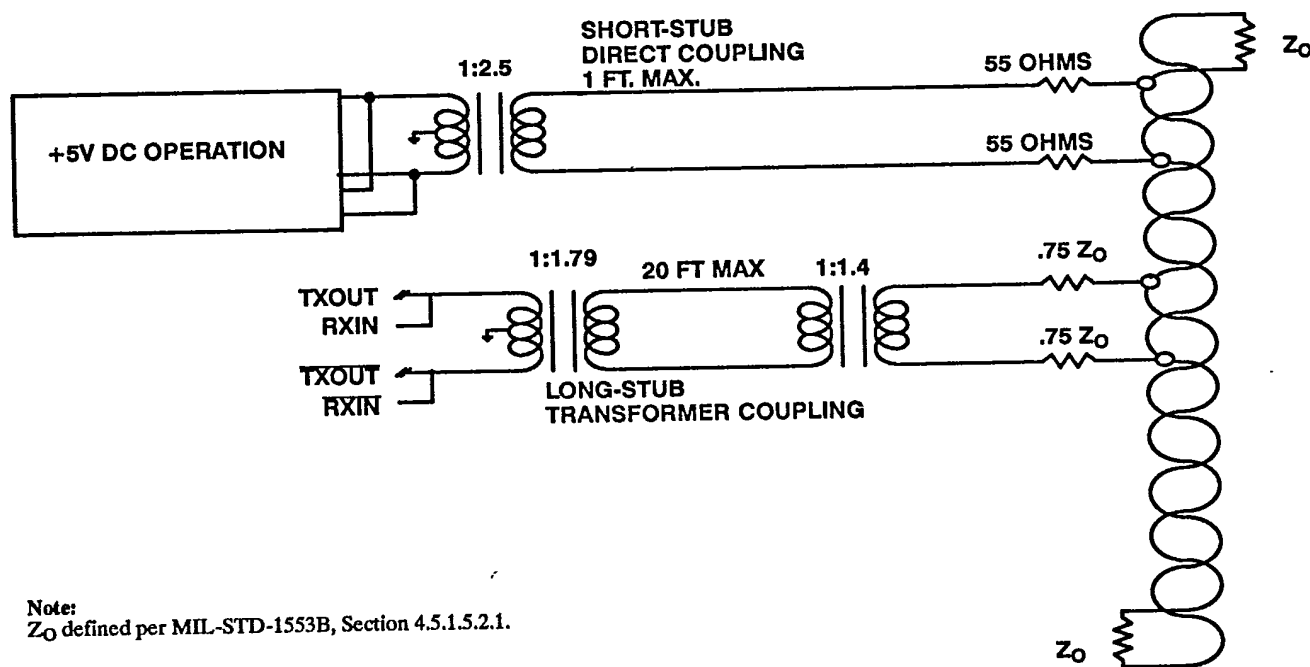 SHORT-STUB
DIRECT COUPLING
1 FT. MAX.
1:2.5
55 OHMS
ZO
+5V DC OPERATION
55 OHMS
1:1.79
20 FT MAX
1:1.4
.75 ZO
TXOUT
RXIN
.75 ZO
TXOUT
RXIN
LONG-STUB
TRANSFORMER COUPLING
Note:
ZO defined per MIL-STD-1553B, Section 4.5.1.5.2.1.
ZO